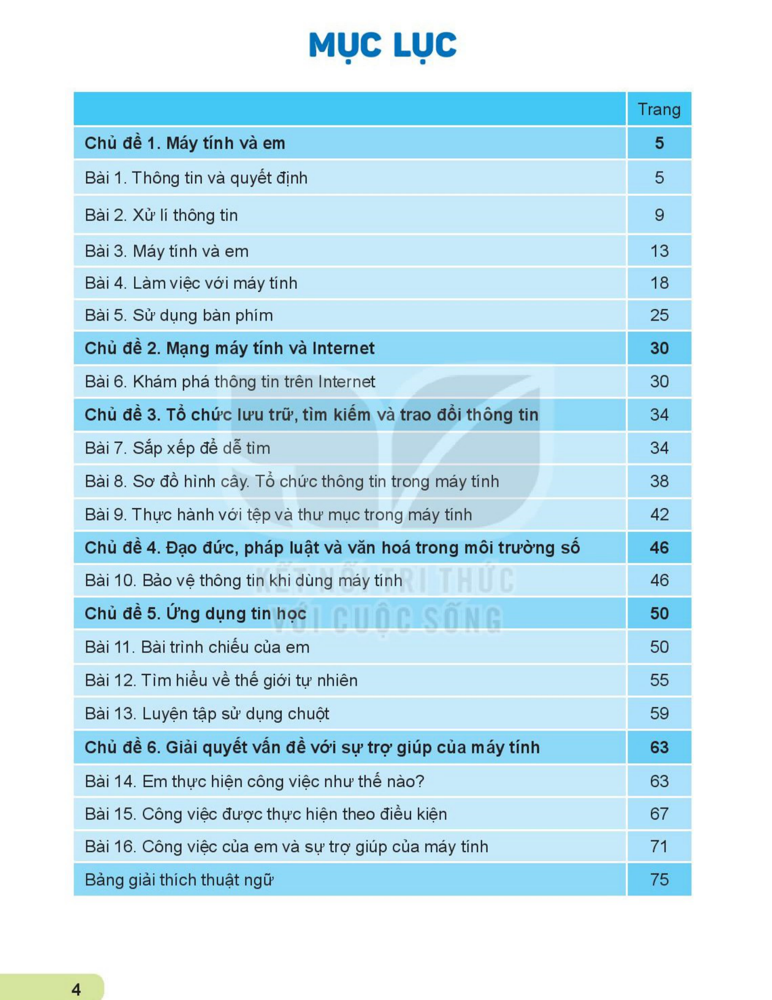 MỤC LỤC
Trang
Chủ đề 1. Máy tính và em 5
Bài 1. Thông tin và quyết định 5
Bài 2. Xử lí thông tin 9
Bài 3. Máy tính và em 13
Bài 4. Làm việc với máy tính 18
Bài 5. Sử dụng bàn phím 25
Chủ đề 2. Mạng máy tính và Internet 30
Bài 6. Khám phá thông tin trên Internet 30
Chủ đề 3. Tổ chức lưu trữ, tìm kiếm và trao đổi thông tin 34
Bài 7. Sắp xếp để dễ tìm 34
Bài 8. Sơ đồ hình cây. Tổ chức thông tin trong máy tính 38
Bài 9. Thực hành với tệp và thư mục trong máy tính 42
Chủ đề 4. Đạo đức, pháp luật và văn hoá trong môi trường số 46
Bài 10. Bảo vệ thông tin khi dùng máy tính 46
KẾT NỐI TRI THỨC
Chủ đề 5. Ứng dụng tin học 50
VỚI CUỘC SỐNG
Bài 11. Bài trình chiếu của em 50
Bài 12. Tìm hiểu về thế giới tự nhiên 55
Bài 13. Luyện tập sử dụng chuột 59
Chủ đề 6. Giải quyết vấn đề với sự trợ giúp của máy tính 63
Bài 14. Em thực hiện công việc như thế nào? 63
Bài 15. Công việc được thực hiện theo điều kiện 67
Bài 16. Công việc của em và sự trợ giúp của máy tính 71
Bảng giải thích thuật ngữ 75
4